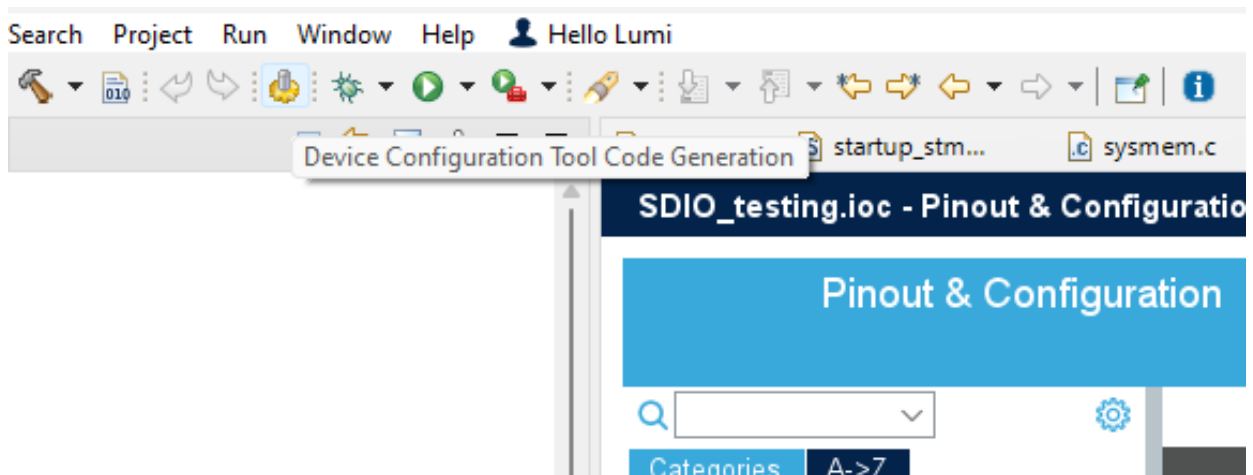 Search Project Run Window Help Hello Lumi
010
Device Configuration Tool Code Generation
startup_stm... .c sysmem.c
SDIO_testing.ioc - Pinout & Configuratio
Pinout & Configuration
Categories A->Z